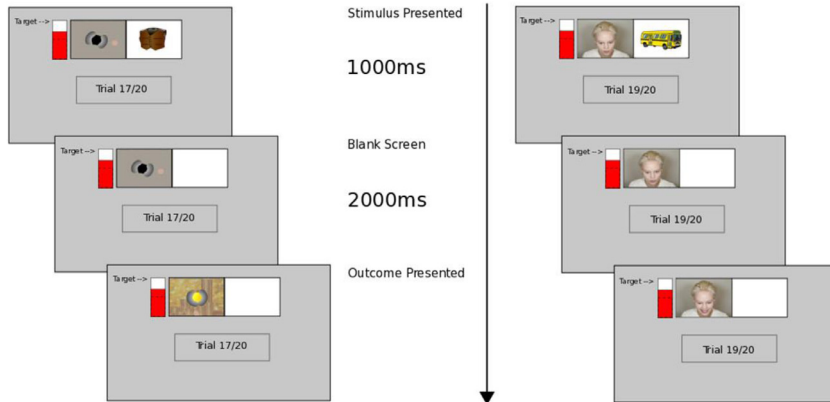 Target -->
Trial 17/20
Target -->
Trial 17/20
Target -->
Trial 17/20
Stimulus Presented
1000ms
Blank Screen
2000ms
Outcome Presented
Target -->
Trial 19/20
Target -->
Trial 19/20
Target -->
Trial 19/20